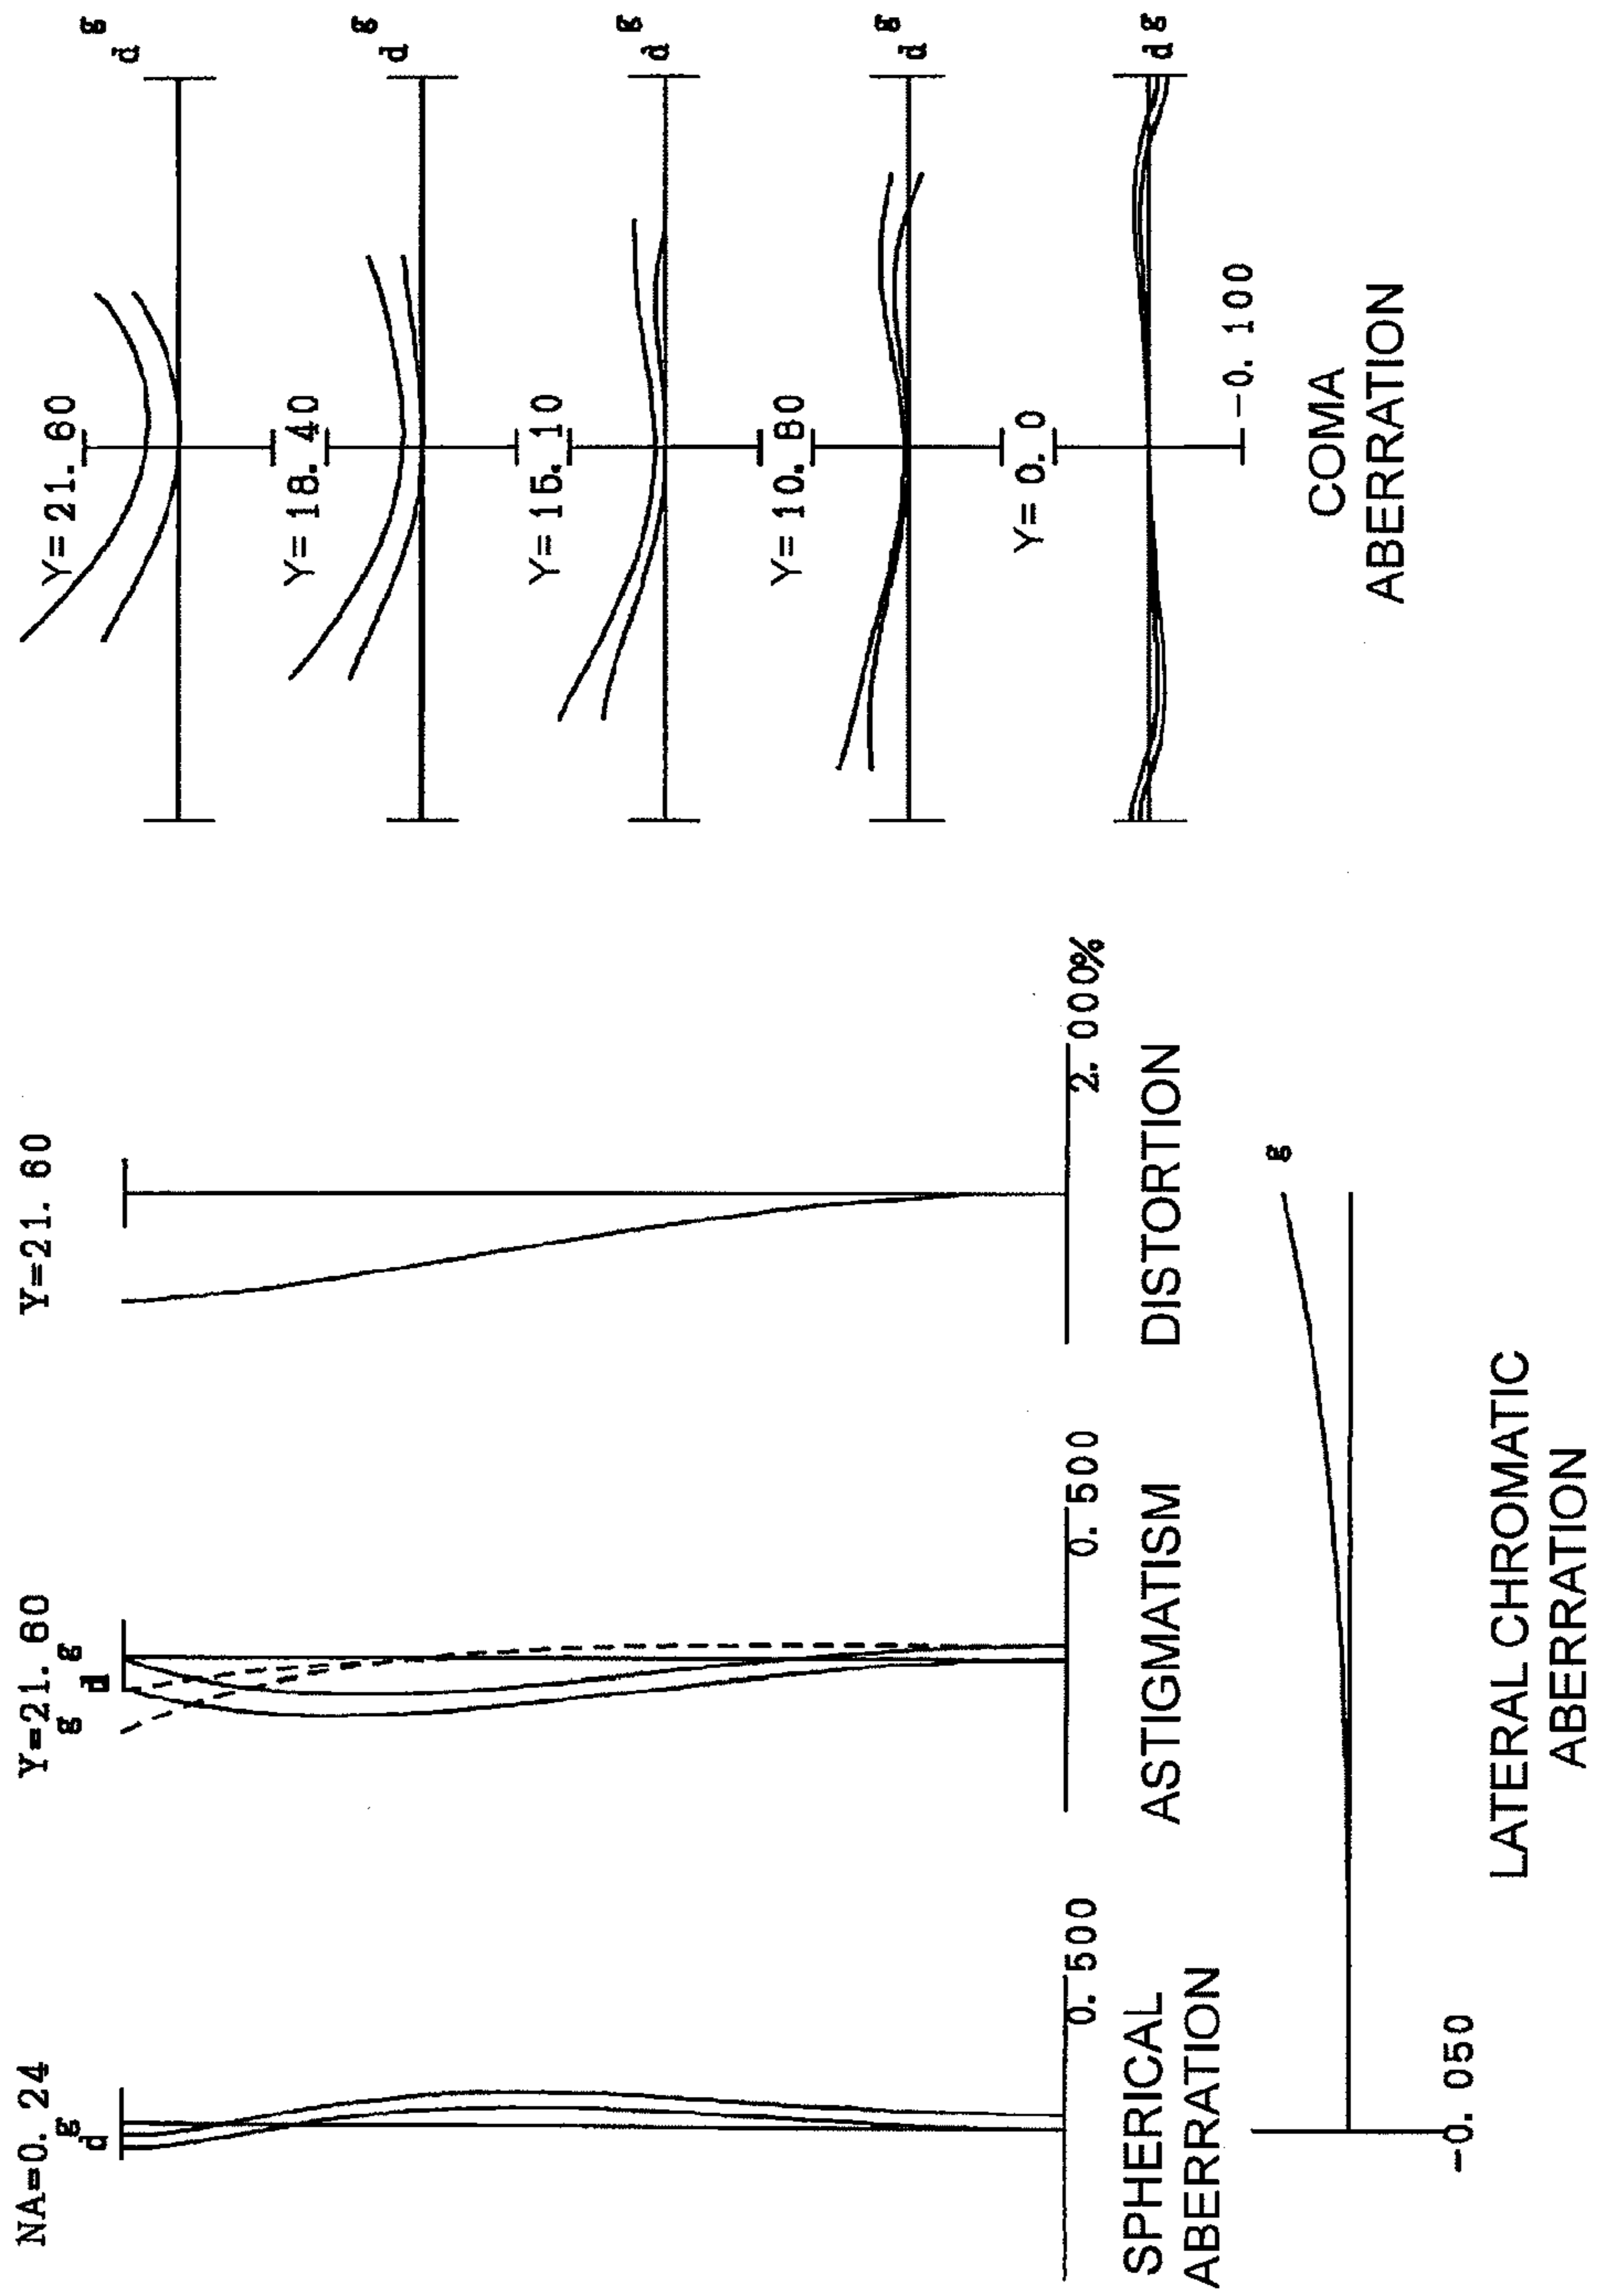 NA=0. 24
d g
0. 500
SPHERICAL
ABERRATION
Y=21. 60
g d g
0. 500
ASTIGMATISM
Y=21. 60
2. 000%
DISTORTION
g
-0. 050
LATERAL CHROMATIC
ABERRATION
Y=21. 60
d g
Y=18. 40
d g
Y=15. 10
d g
Y=10. 80
d g
Y= 0. 0
d g
-0. 100
COMA
ABERRATION